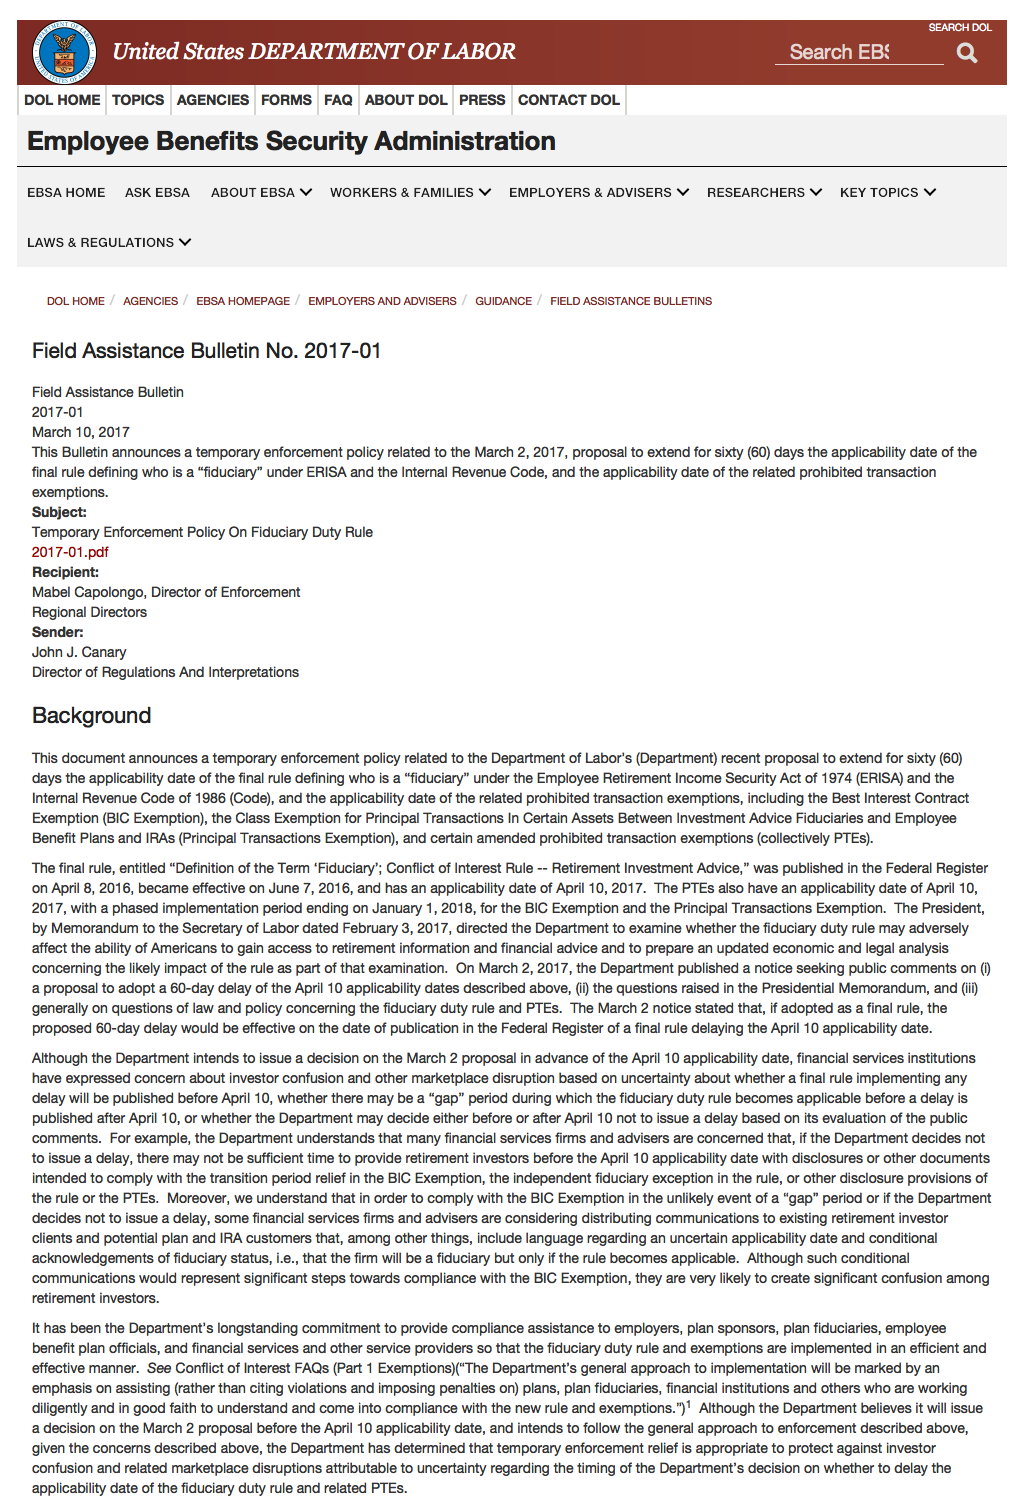 SEARCH DOL
United States DEPARTMENT OF LABOR
Search EBS
DOL HOME TOPICS AGENCIES FORMS FAQ ABOUT DOL PRESS CONTACT DOL
Employee Benefits Security Administration
EBSA HOME ASK EBSA ABOUT EBSA WORKERS & FAMILIES EMPLOYERS & ADVISERS RESEARCHERS KEY TOPICS
LAWS & REGULATIONS
DOL HOME / AGENCIES / EBSA HOMEPAGE / EMPLOYERS AND ADVISERS / GUIDANCE / FIELD ASSISTANCE BULLETINS
Field Assistance Bulletin No. 2017-01
Field Assistance Bulletin
2017-01
March 10, 2017
This Bulletin announces a temporary enforcement policy related to the March 2, 2017, proposal to extend for sixty (60) days the applicability date of the
final rule defining who is a “fiduciary” under ERISA and the Internal Revenue Code, and the applicability date of the related prohibited transaction
exemptions.
Subject:
Temporary Enforcement Policy On Fiduciary Duty Rule
2017-01.pdf
Recipient:
Mabel Capolongo, Director of Enforcement
Regional Directors
Sender:
John J. Canary
Director of Regulations And Interpretations
Background
This document announces a temporary enforcement policy related to the Department of Labor’s (Department) recent proposal to extend for sixty (60)
days the applicability date of the final rule defining who is a “fiduciary” under the Employee Retirement Income Security Act of 1974 (ERISA) and the
Internal Revenue Code of 1986 (Code), and the applicability date of the related prohibited transaction exemptions, including the Best Interest Contract
Exemption (BIC Exemption), the Class Exemption for Principal Transactions In Certain Assets Between Investment Advice Fiduciaries and Employee
Benefit Plans and IRAs (Principal Transactions Exemption), and certain amended prohibited transaction exemptions (collectively PTEs).
The final rule, entitled “Definition of the Term ‘Fiduciary’; Conflict of Interest Rule -- Retirement Investment Advice,” was published in the Federal Register
on April 8, 2016, became effective on June 7, 2016, and has an applicability date of April 10, 2017.  The PTEs also have an applicability date of April 10,
2017, with a phased implementation period ending on January 1, 2018, for the BIC Exemption and the Principal Transactions Exemption.  The President,
by Memorandum to the Secretary of Labor dated February 3, 2017, directed the Department to examine whether the fiduciary duty rule may adversely
affect the ability of Americans to gain access to retirement information and financial advice and to prepare an updated economic and legal analysis
concerning the likely impact of the rule as part of that examination.  On March 2, 2017, the Department published a notice seeking public comments on (i)
a proposal to adopt a 60-day delay of the April 10 applicability dates described above, (ii) the questions raised in the Presidential Memorandum, and (iii)
generally on questions of law and policy concerning the fiduciary duty rule and PTEs.  The March 2 notice stated that, if adopted as a final rule, the
proposed 60-day delay would be effective on the date of publication in the Federal Register of a final rule delaying the April 10 applicability date.
Although the Department intends to issue a decision on the March 2 proposal in advance of the April 10 applicability date, financial services institutions
have expressed concern about investor confusion and other marketplace disruption based on uncertainty about whether a final rule implementing any
delay will be published before April 10, whether there may be a “gap” period during which the fiduciary duty rule becomes applicable before a delay is
published after April 10, or whether the Department may decide either before or after April 10 not to issue a delay based on its evaluation of the public
comments.  For example, the Department understands that many financial services firms and advisers are concerned that, if the Department decides not
to issue a delay, there may not be sufficient time to provide retirement investors before the April 10 applicability date with disclosures or other documents
intended to comply with the transition period relief in the BIC Exemption, the independent fiduciary exception in the rule, or other disclosure provisions of
the rule or the PTEs.  Moreover, we understand that in order to comply with the BIC Exemption in the unlikely event of a “gap” period or if the Department
decides not to issue a delay, some financial services firms and advisers are considering distributing communications to existing retirement investor
clients and potential plan and IRA customers that, among other things, include language regarding an uncertain applicability date and conditional
acknowledgements of fiduciary status, i.e., that the firm will be a fiduciary but only if the rule becomes applicable.  Although such conditional
communications would represent significant steps towards compliance with the BIC Exemption, they are very likely to create significant confusion among
retirement investors.
It has been the Department’s longstanding commitment to provide compliance assistance to employers, plan sponsors, plan fiduciaries, employee
benefit plan officials, and financial services and other service providers so that the fiduciary duty rule and exemptions are implemented in an efficient and
effective manner.  See Conflict of Interest FAQs (Part 1 Exemptions)(“The Department’s general approach to implementation will be marked by an
emphasis on assisting (rather than citing violations and imposing penalties on) plans, plan fiduciaries, financial institutions and others who are working
diligently and in good faith to understand and come into compliance with the new rule and exemptions.”)1  Although the Department believes it will issue
a decision on the March 2 proposal before the April 10 applicability date, and intends to follow the general approach to enforcement described above,
given the concerns described above, the Department has determined that temporary enforcement relief is appropriate to protect against investor
confusion and related marketplace disruptions attributable to uncertainty regarding the timing of the Department’s decision on whether to delay the
applicability date of the fiduciary duty rule and related PTEs.